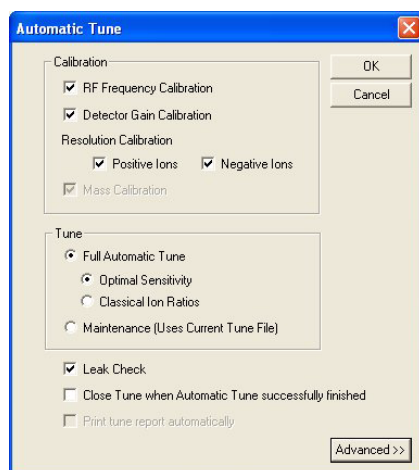 Automatic Tune
Calibration
OK
RF Frequency Calibration
Cancel
Detector Gain Calibration
Resolution Calibration
Positive Ions Negative Ions
Mass Calibration
Tune
Full Automatic Tune
Optimal Sensitivity
Classical Ion Ratios
Maintenance (Uses Current Tune File)
Leak Check
Close Tune when Automatic Tune successfully finished
Print tune report automatically
Advanced >>